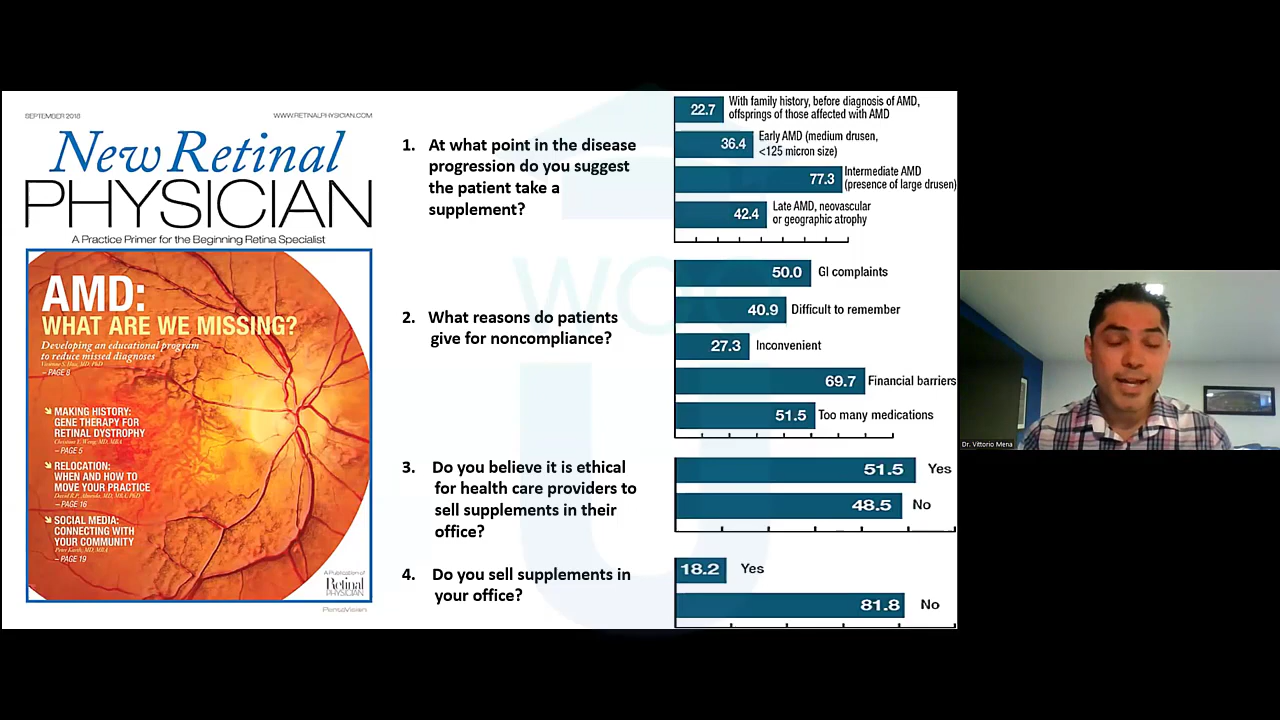 SEPTEMBER 2018
WWW.RETINALPHYSICIAN.COM
New Retinal
PHYSICIAN
A Practice Primer for the Beginning Retina Specialist
AMD:
WHAT ARE WE MISSING?
Developing an educational program
to reduce missed diagnoses
– PAGE 8
MAKING HISTORY:
GENE THERAPY FOR
RETINAL DYSTROPHY
– PAGE 5
RELOCATION:
WHEN AND HOW TO
MOVE YOUR PRACTICE
– PAGE 16
SOCIAL MEDIA:
CONNECTING WITH
YOUR COMMUNITY
– PAGE 19
A Publication of
Retinal
PHYSICIAN
PentaVision
1. At what point in the disease
progression do you suggest
the patient take a
supplement?
22.7 With family history, before diagnosis of AMD,
offsprings of those affected with AMD
36.4 Early AMD (medium drusen,
<125 micron size)
77.3 Intermediate AMD
(presence of large drusen)
42.4 Late AMD, neovascular
or geographic atrophy
2. What reasons do patients
give for noncompliance?
50.0 GI complaints
40.9 Difficult to remember
27.3 Inconvenient
69.7 Financial barriers
51.5 Too many medications
3. Do you believe it is ethical
for health care providers to
sell supplements in their
office?
51.5 Yes
48.5 No
4. Do you sell supplements in
your office?
18.2 Yes
81.8 No
Dr. Vittorio Mena